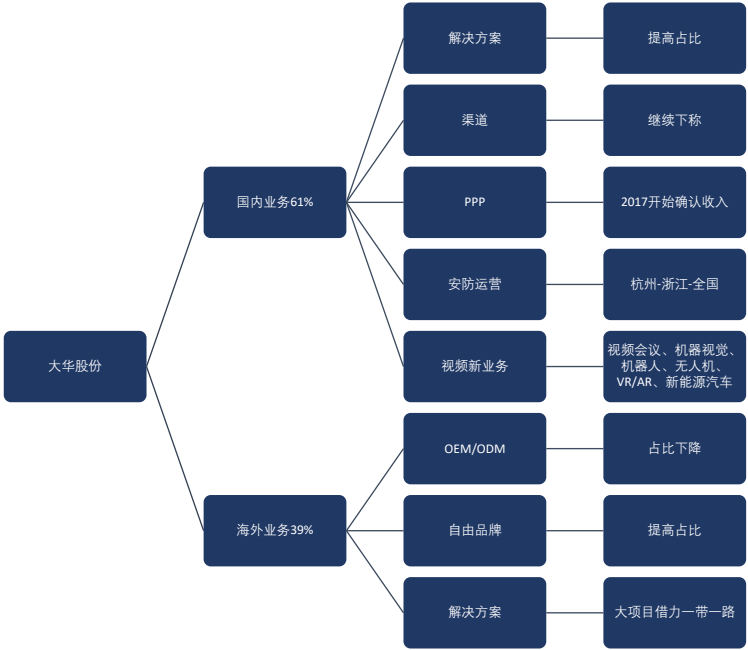 大华股份
国内业务61%
解决方案
提高占比
渠道
继续下称
PPP
2017开始确认收入
安防运营
杭州-浙江-全国
视频新业务
视频会议、机器视觉、
机器人、无人机、
VR/AR、新能源汽车
海外业务39%
OEM/ODM
占比下降
自由品牌
提高占比
解决方案
大项目借力一带一路